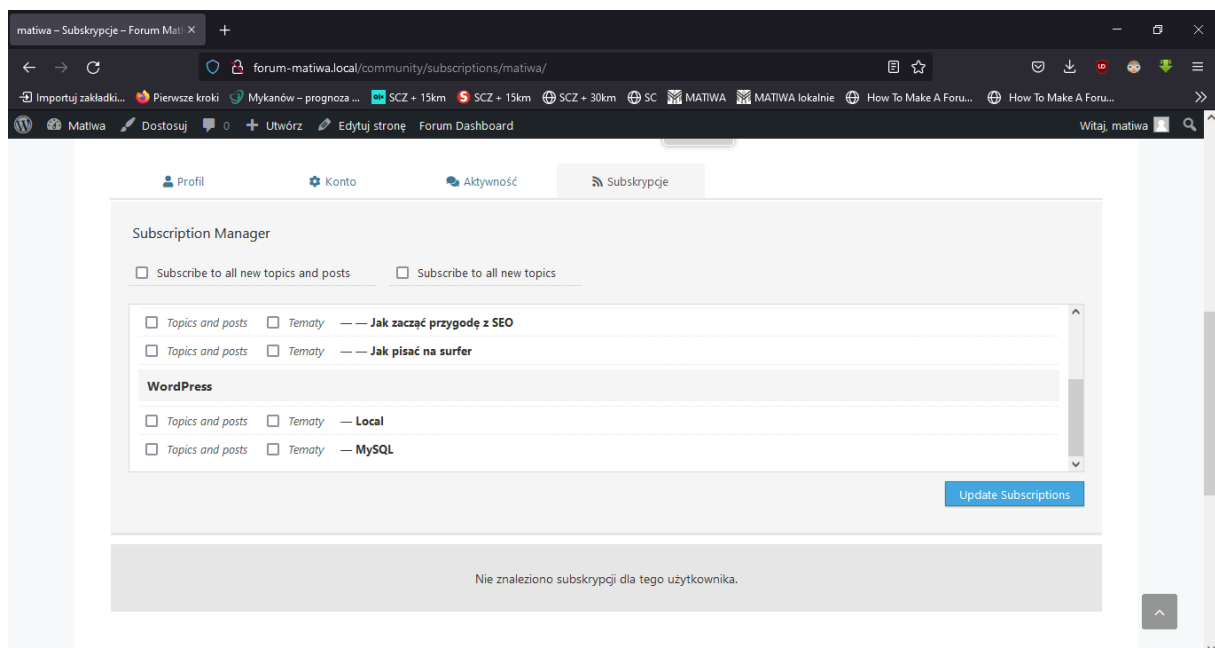 matiwa – Subskrypcje – Forum Mat
forum-matiwa.local/community/subscriptions/matiwa/
Importuj zakładki... Pierwsze kroki Mykanów – prognoza ... SCZ + 15km SCZ + 15km SCZ + 30km SC MATIWA MATIWA lokalnie How To Make A Foru... How To Make A Foru...
Matiwa Dostosuj 0 Utwórz Edytuj stronę Forum Dashboard Witaj, matiwa
Profil Konto Aktywność Subskrypcje
Subscription Manager
Subscribe to all new topics and posts Subscribe to all new topics
Topics and posts Tematy — — Jak zacząć przygodę z SEO
Topics and posts Tematy — — Jak pisać na surfer
WordPress
Topics and posts Tematy — Local
Topics and posts Tematy — MySQL
Update Subscriptions
Nie znaleziono subskrypcji dla tego użytkownika.